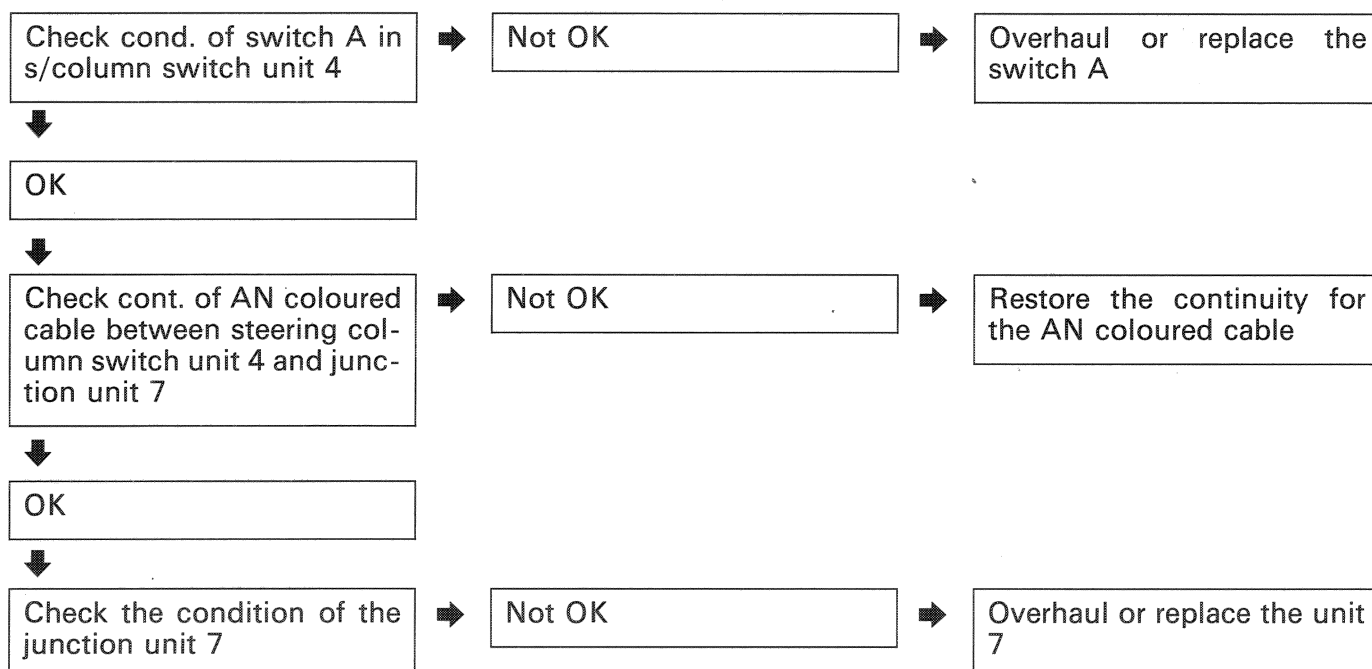 Check cond. of switch A in
s/column switch unit 4
Not OK
Overhaul or replace the
switch A
OK
Check cont. of AN coloured
cable between steering col-
umn switch unit 4 and junc-
tion unit 7
Not OK
Restore the continuity for
the AN coloured cable
OK
Check the condition of the
junction unit 7
Not OK
Overhaul or replace the unit
7